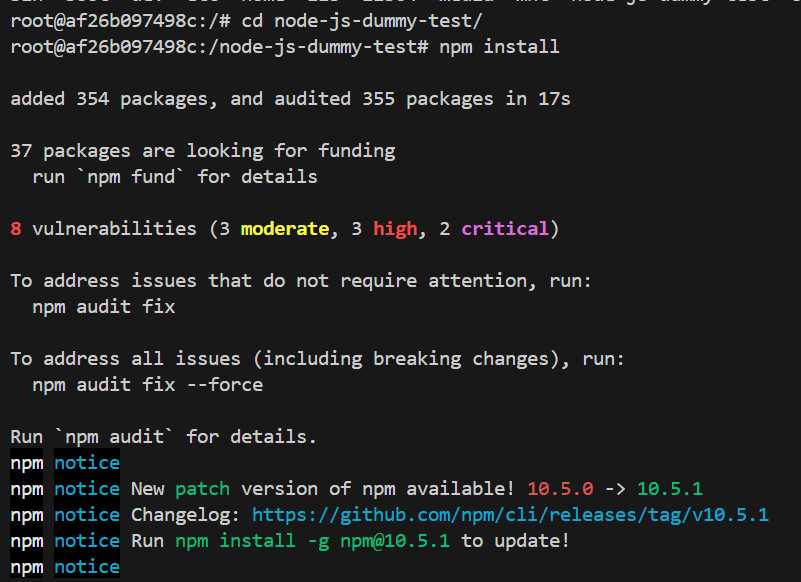 root@af26b097498c:/# cd node-js-dummy-test/
root@af26b097498c:/node-js-dummy-test# npm install
added 354 packages, and audited 355 packages in 17s
37 packages are looking for funding
run `npm fund` for details
8 vulnerabilities (3 moderate, 3 high, 2 critical)
To address issues that do not require attention, run:
npm audit fix
To address all issues (including breaking changes), run:
npm audit fix --force
Run `npm audit` for details.
npm notice
npm notice New patch version of npm available! 10.5.0 -> 10.5.1
npm notice Changelog: https://github.com/npm/cli/releases/tag/v10.5.1
npm notice Run npm install -g npm@10.5.1 to update!
npm notice